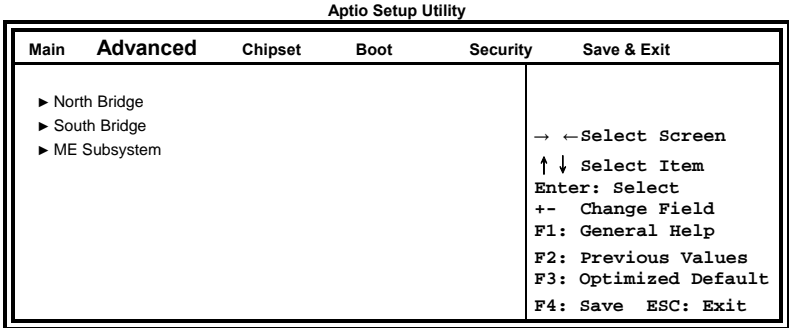 Aptio Setup Utility
Main Advanced Chipset Boot Security Save & Exit
► North Bridge
► South Bridge
► ME Subsystem
→ ←Select Screen
↑↓ Select Item
Enter: Select
+- Change Field
F1: General Help
F2: Previous Values
F3: Optimized Default
F4: Save ESC: Exit